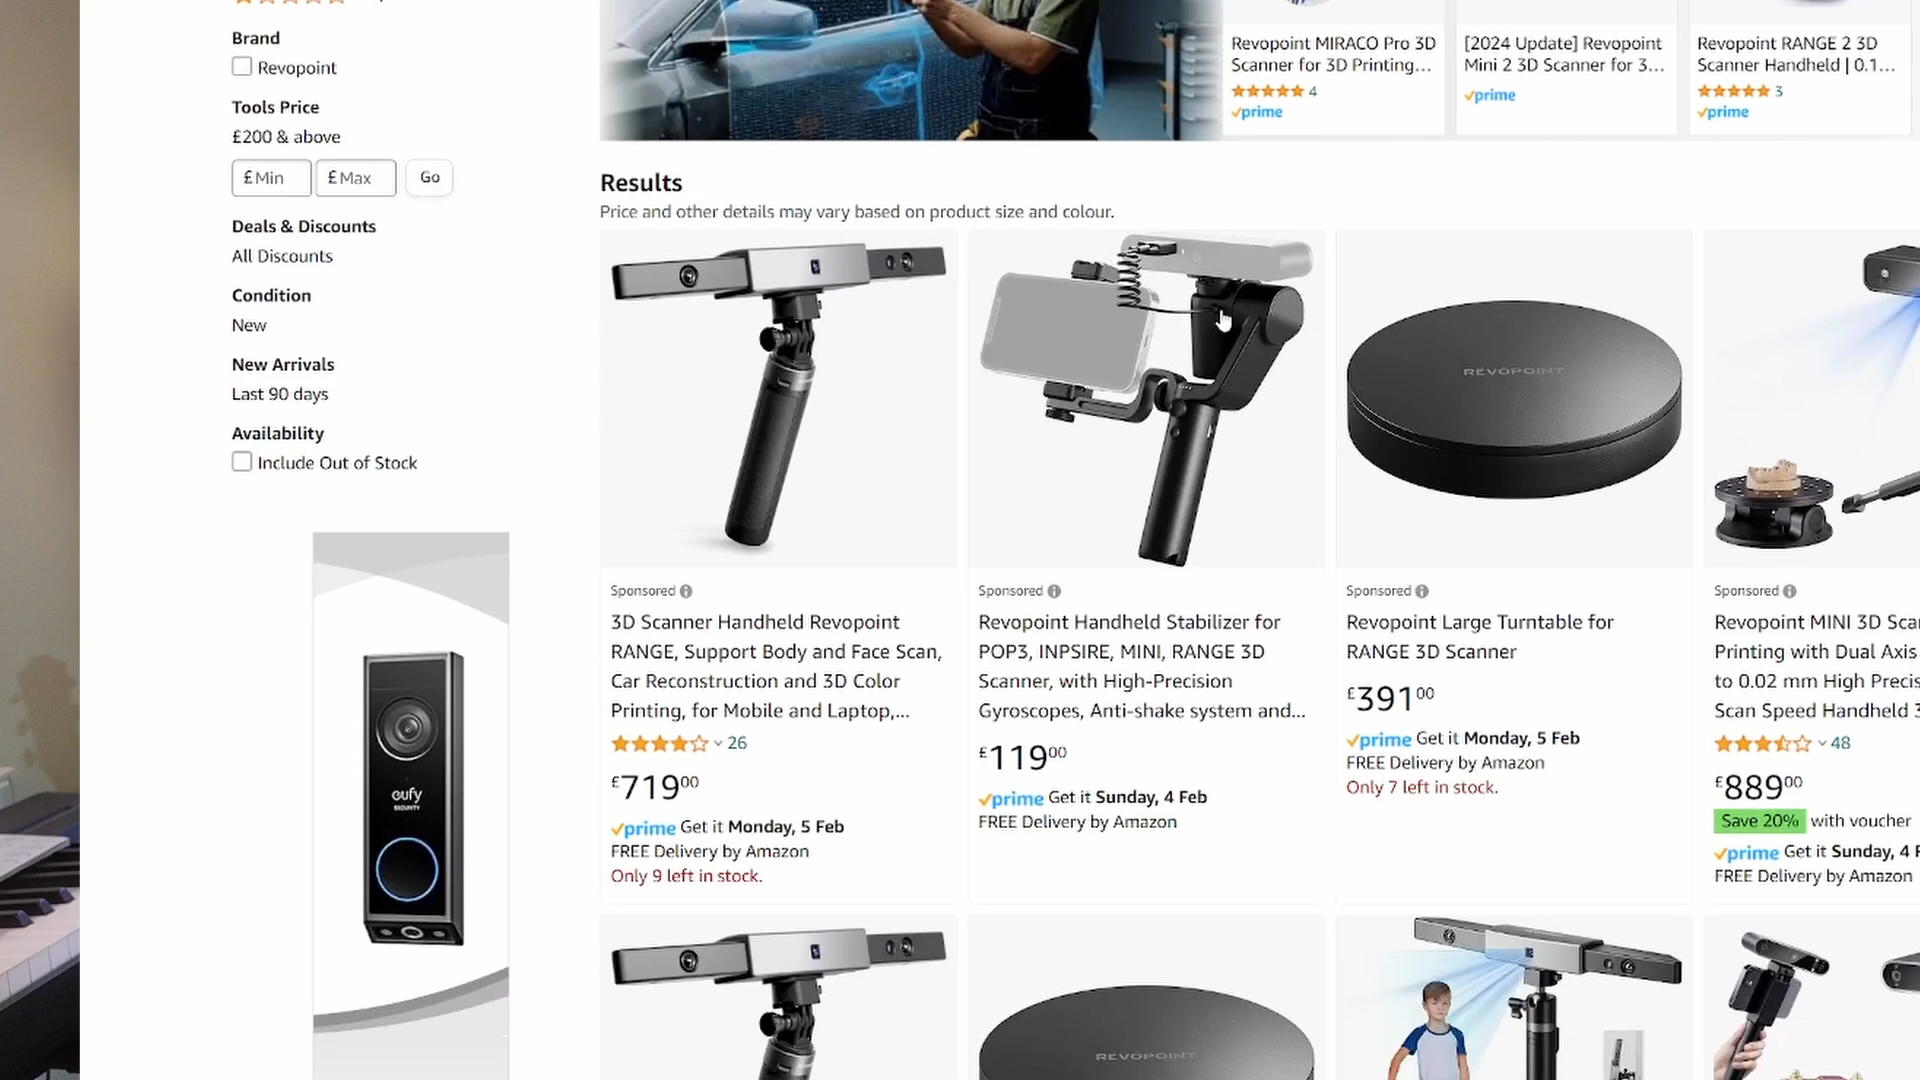 Brand
Revopoint
Tools Price
£200 & above
£ Min
£ Max
Go
Deals & Discounts
All Discounts
Condition
New
New Arrivals
Last 90 days
Availability
Include Out of Stock
eufy
SECURITY
Revopoint MIRACO Pro 3D
Scanner for 3D Printing...
4
prime
[2024 Update] Revopoint
Mini 2 3D Scanner for 3...
prime
Revopoint RANGE 2 3D
Scanner Handheld | 0.1...
3
prime
Results
Price and other details may vary based on product size and colour.
REVOPOINT
Sponsored
3D Scanner Handheld Revopoint
RANGE, Support Body and Face Scan,
Car Reconstruction and 3D Color
Printing, for Mobile and Laptop,...
26
£71900
prime Get it Monday, 5 Feb
FREE Delivery by Amazon
Only 9 left in stock.
Sponsored
Revopoint Handheld Stabilizer for
POP3, INPSIRE, MINI, RANGE 3D
Scanner, with High-Precision
Gyroscopes, Anti-shake system and...
£11900
prime Get it Sunday, 4 Feb
FREE Delivery by Amazon
Sponsored
Revopoint Large Turntable for
RANGE 3D Scanner
£39100
prime Get it Monday, 5 Feb
FREE Delivery by Amazon
Only 7 left in stock.
Sponsored
Revopoint MINI 3D
Printing with Dual Axis
to 0.02 mm High
Scan Speed Handheld
48
£88900
Save 20% with voucher
prime Get it Sunday, 4
FREE Delivery by Amazon
REVOPOINT